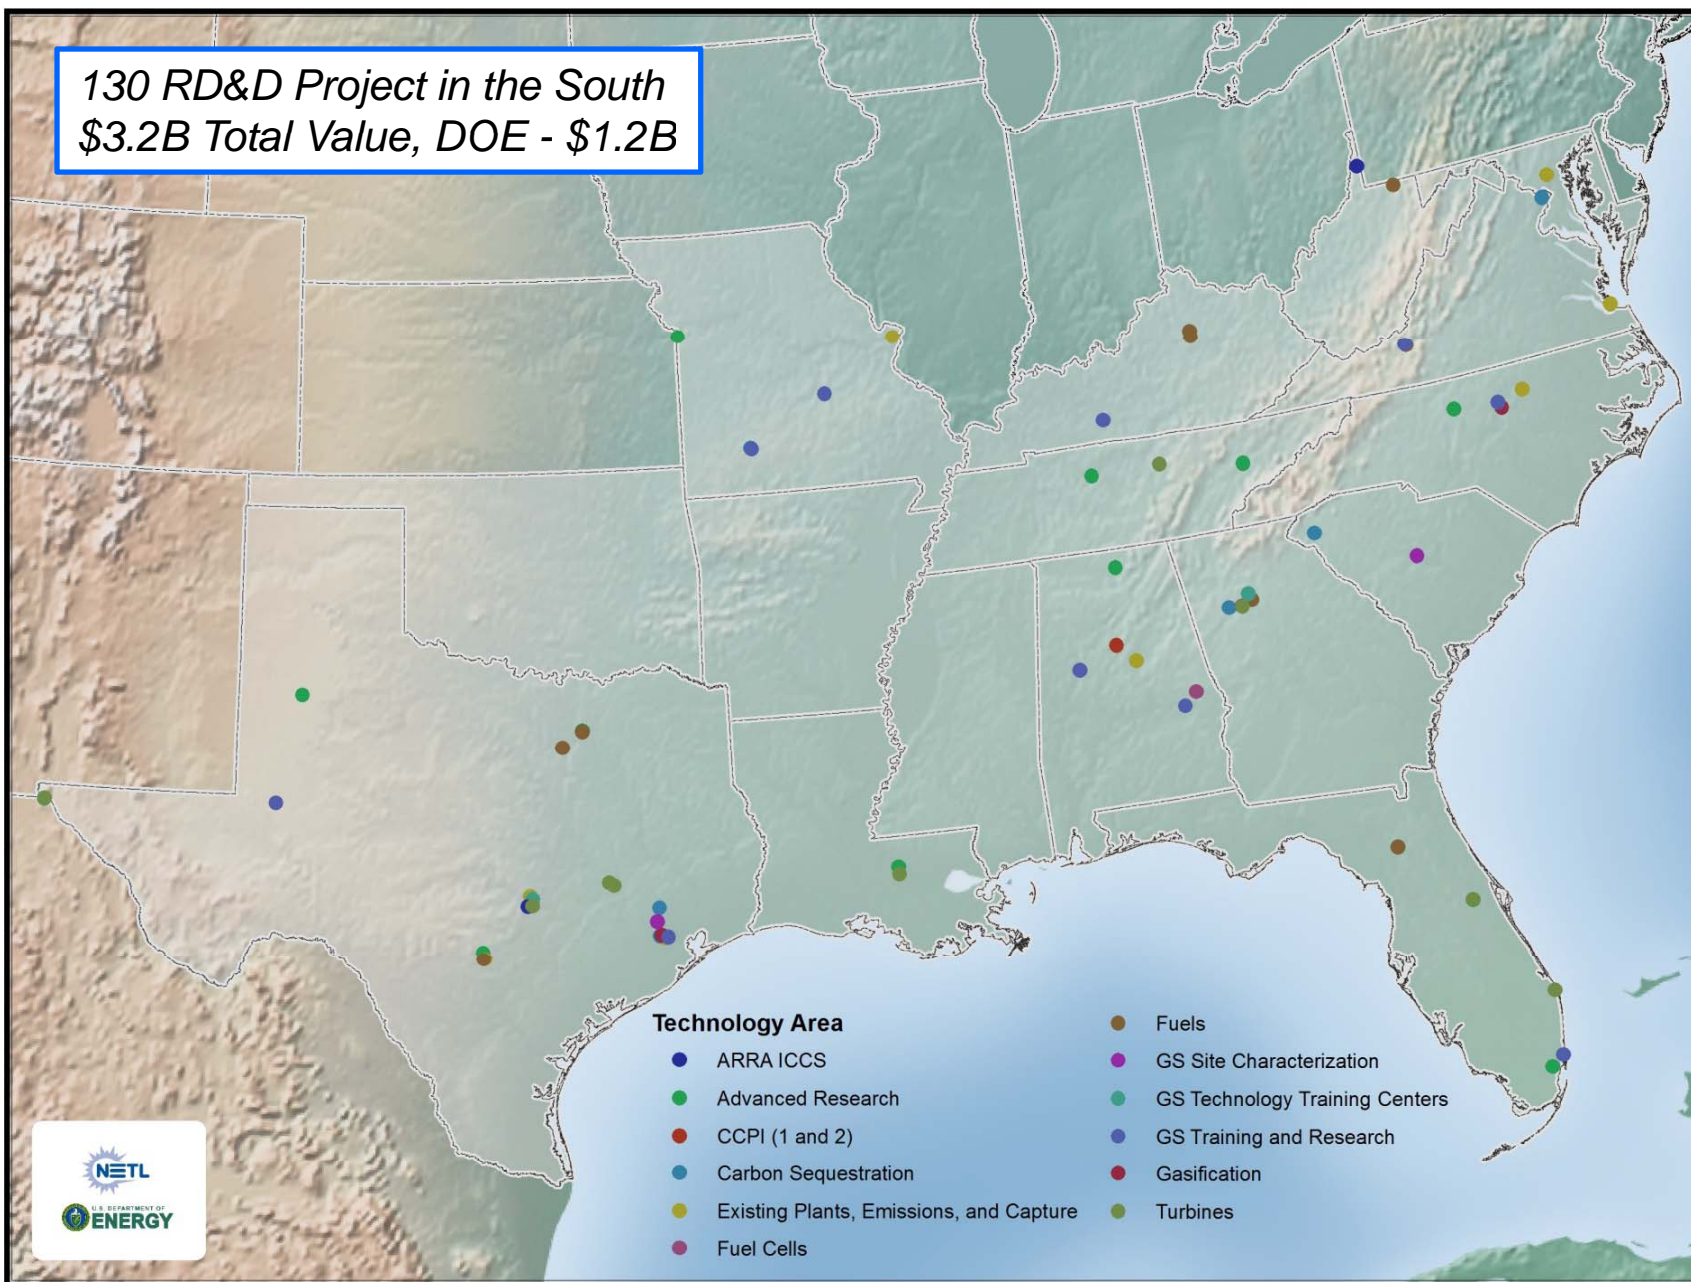 130 RD&D Project in the South
$3.2B Total Value, DOE - $1.2B
Technology Area
ARRA ICCS
Advanced Research
CCPI (1 and 2)
Carbon Sequestration
Existing Plants, Emissions, and Capture
Fuel Cells
Fuels
GS Site Characterization
GS Technology Training Centers
GS Training and Research
Gasification
Turbines
NETL
U.S. DEPARTMENT OF
ENERGY